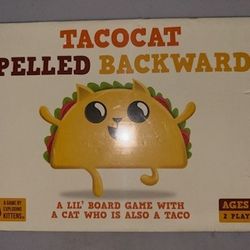 TACOCAT
PELLED BACKWARD
A LIL' BOARD GAME WITH
A CAT WHO IS ALSO A TACO
A GAME BY
EXPLODING
KITTENS
AGES
2 PLAY